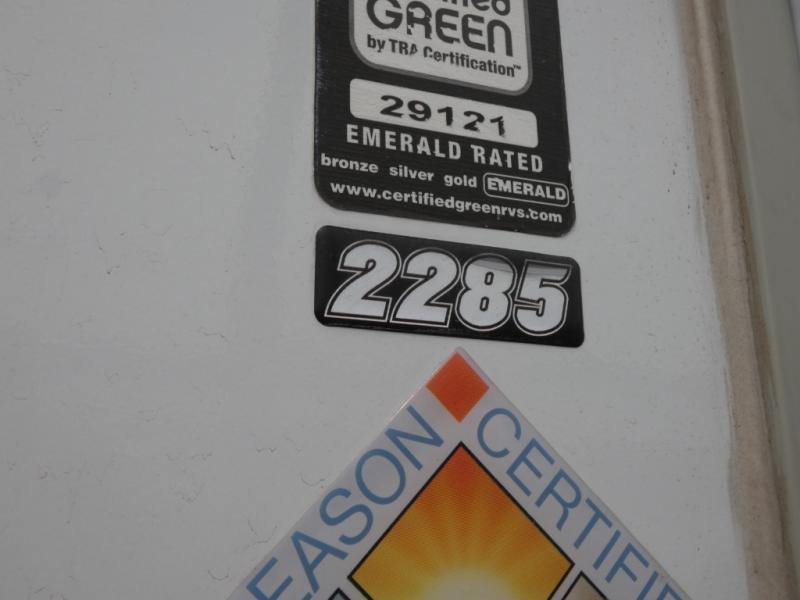 GREEN
by TRA Certification™
29121
EMERALD RATED
bronze silver gold EMERALD
www.certifiedgreenrvs.com
2285
EASON CERTIFI